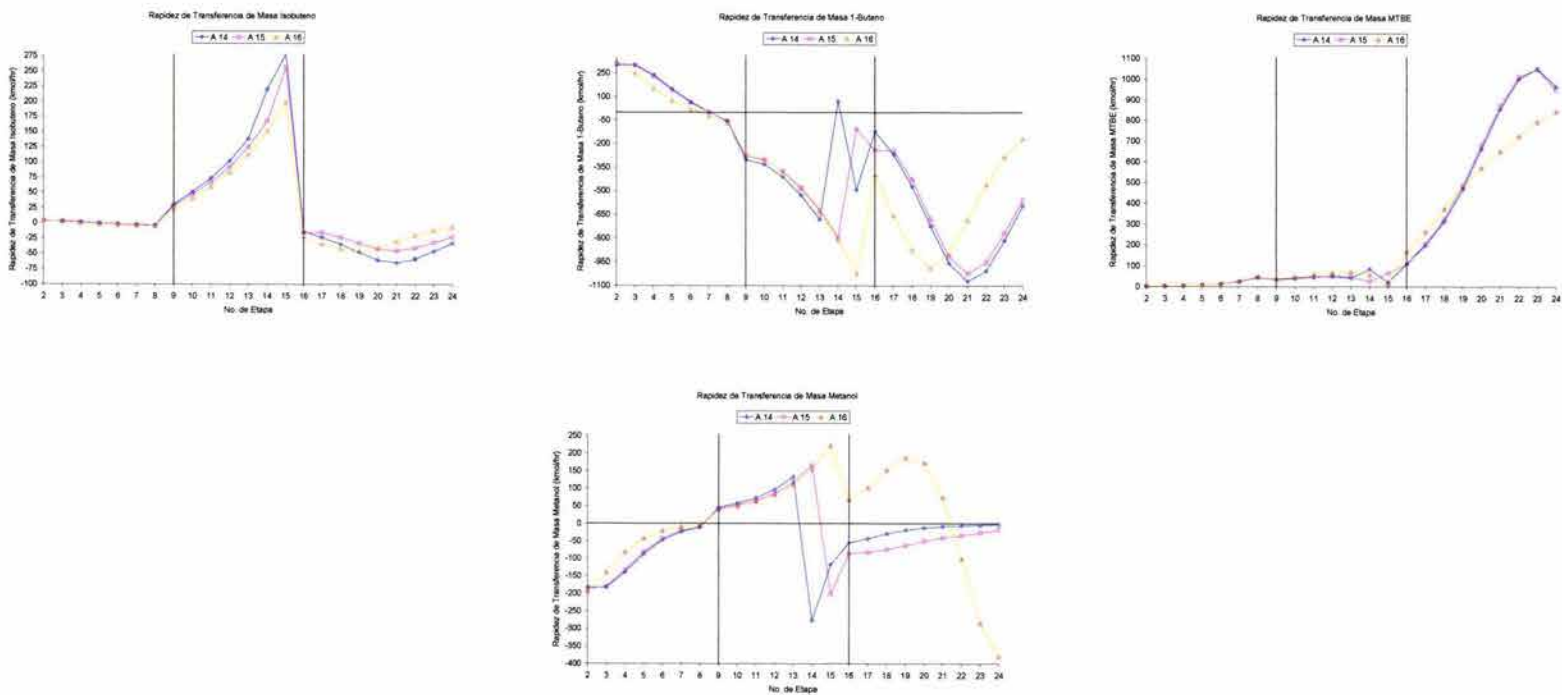 Rapidez de Transferencia de Masa Isobuteno
A 14 A 15 A 16
Rapidez de Transferencia de Masa Isobuteno (kmol/hr)
275
250
225
200
175
150
125
100
75
50
25
0
-25
-50
-75
-100
2 3 4 5 6 7 8 9 10 11 12 13 14 15 16 17 18 19 20 21 22 23 24
No. de Etapa
Rapidez de Transferencia de Masa 1-Butano
A 14 A 15 A 16
Rapidez de Transferencia de Masa 1-Butano (kmol/hr)
250
100
-50
-200
-350
-500
-650
-800
-950
-1100
2 3 4 5 6 7 8 9 10 11 12 13 14 15 16 17 18 19 20 21 22 23 24
No. de Etapa
Rapidez de Transferencia de Masa MTBE
A 14 A 15 A 16
Rapidez de Transferencia de Masa MTBE (kmol/hr)
1100
1000
900
800
700
600
500
400
300
200
100
0
2 3 4 5 6 7 8 9 10 11 12 13 14 15 16 17 18 19 20 21 22 23 24
No. de Etapa
Rapidez de Transferencia de Masa Metanol
A 14 A 15 A 16
Rapidez de Transferencia de Masa Metanol (kmol/hr)
250
200
150
100
50
0
-50
-100
-150
-200
-250
-300
-350
-400
2 3 4 5 6 7 8 9 10 11 12 13 14 15 16 17 18 19 20 21 22 23 24
No. de Etapa